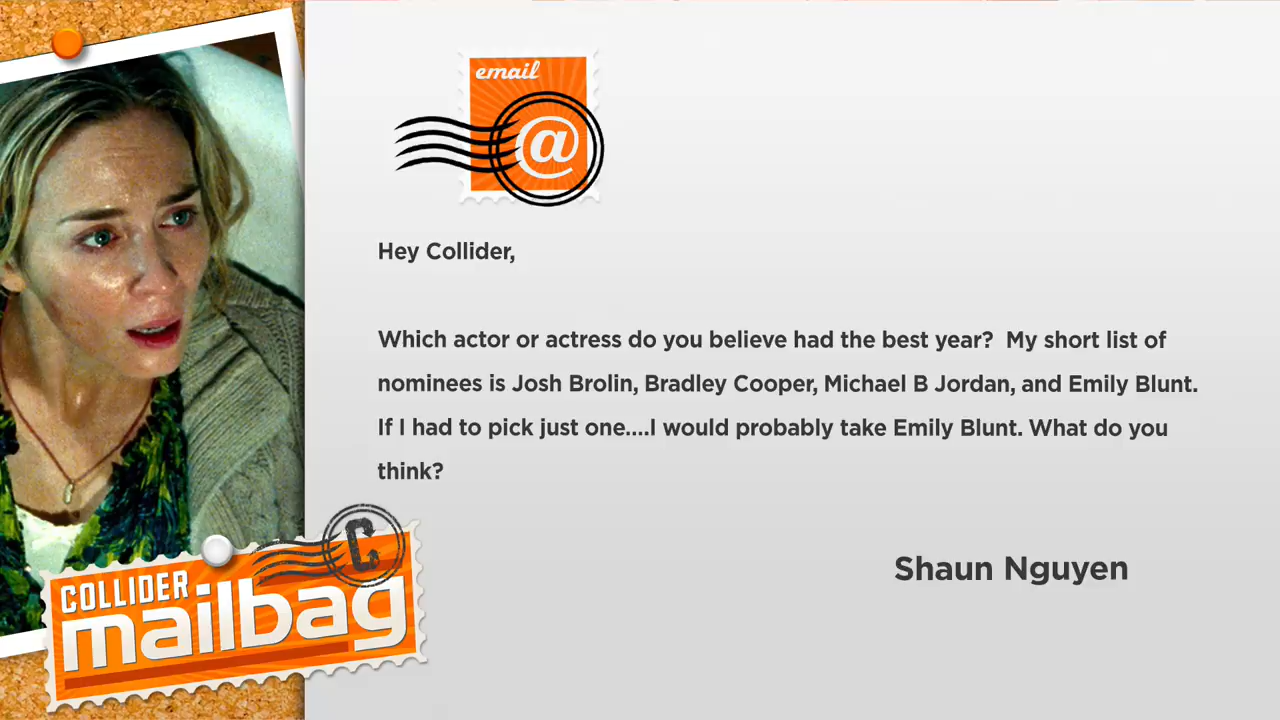 email
@
Hey Collider,
Which actor or actress do you believe had the best year?  My short list of
nominees is Josh Brolin, Bradley Cooper, Michael B Jordan, and Emily Blunt.
If I had to pick just one....I would probably take Emily Blunt. What do you
think?
Shaun Nguyen
C
COLLIDER
mailbag